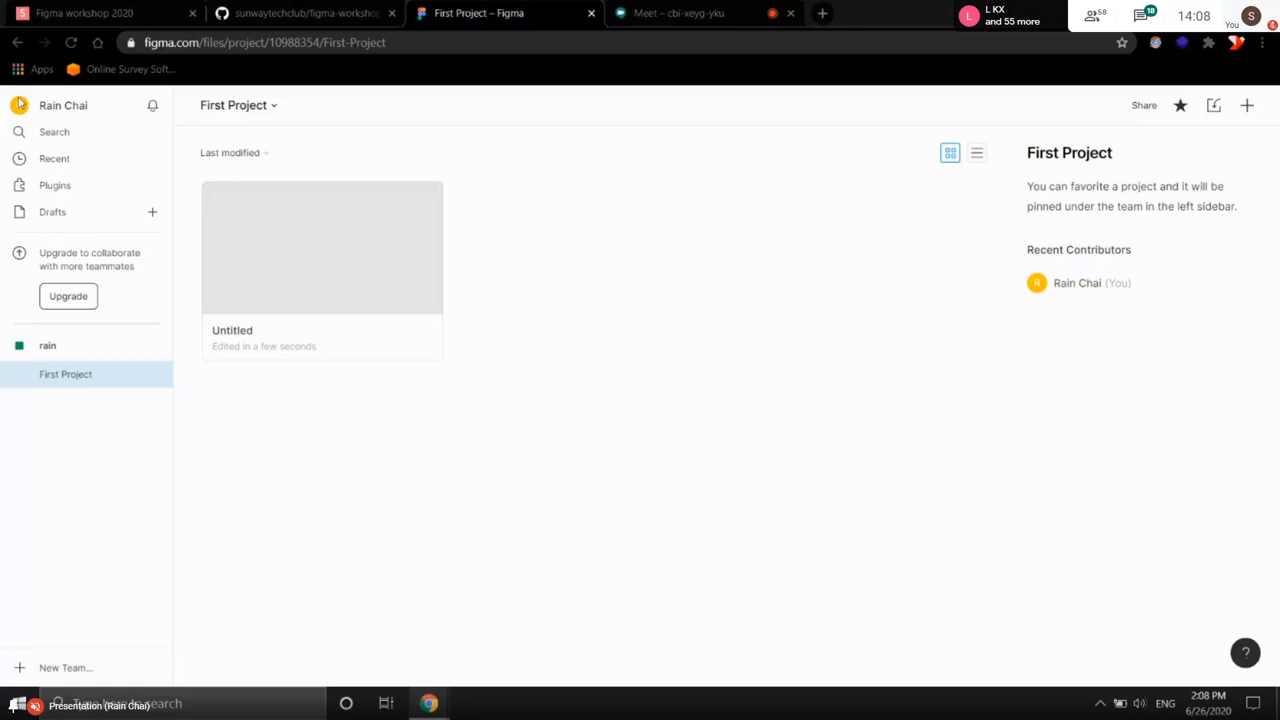 Figma workshop 2020
sunwaytechclub/figma-workshop
First Project – Figma
Meet – cbi-xeyg-yku
L
L KX
and 55 more
58
18
14:08
You
S
figma.com/files/project/10988354/First-Project
Apps
Online Survey Soft...
Rain Chai
First Project
Share
Search
Recent
Plugins
Drafts
Last modified
First Project
You can favorite a project and it will be
pinned under the team in the left sidebar.
Upgrade to collaborate
with more teammates
Upgrade
Recent Contributors
R
Rain Chai (You)
Untitled
Edited in a few seconds
rain
First Project
New Team...
?
Presentation (Rain Chai)
search
ENG
2:08 PM
6/26/2020